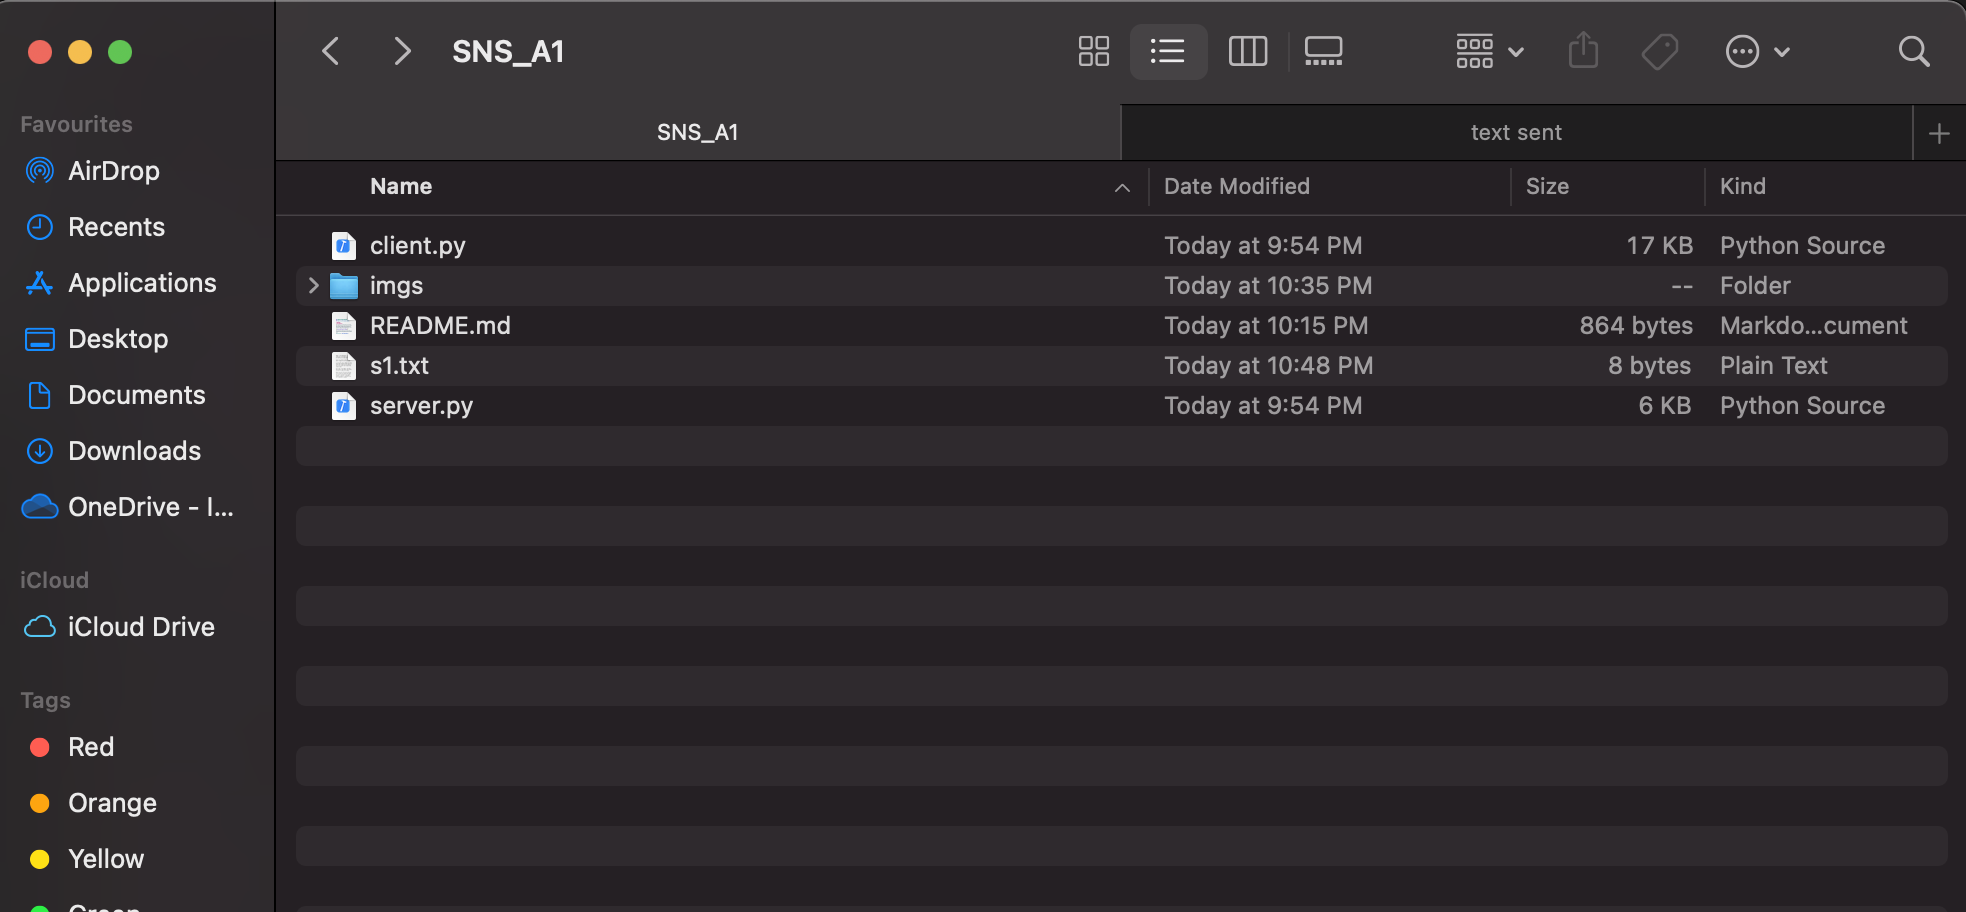 SNS_A1
SNS_A1
text sent
Favourites
AirDrop
Recents
Applications
Desktop
Documents
Downloads
OneDrive - I...
iCloud
iCloud Drive
Tags
Red
Orange
Yellow
Green
Name Date Modified Size Kind
client.py Today at 9:54 PM 17 KB Python Source
imgs Today at 10:35 PM -- Folder
README.md Today at 10:15 PM 864 bytes Markdo...cument
s1.txt Today at 10:48 PM 8 bytes Plain Text
server.py Today at 9:54 PM 6 KB Python Source